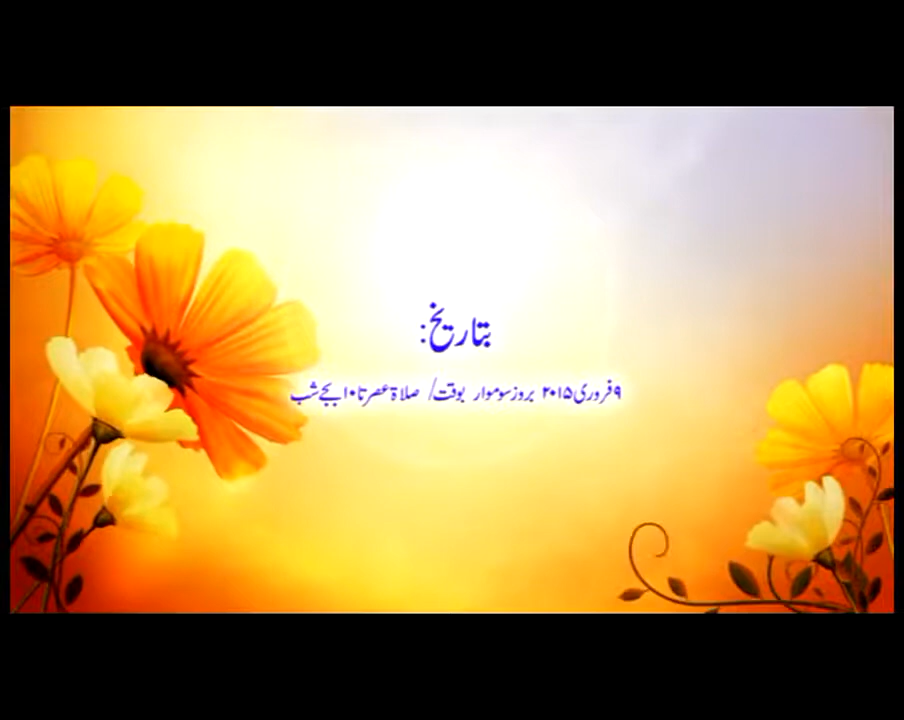 بتاریخ:
۹ فروری ۲۰۱۵ بروز سوموار بوقت/ صلاۃ عصر تا ۱۰ بجے شب